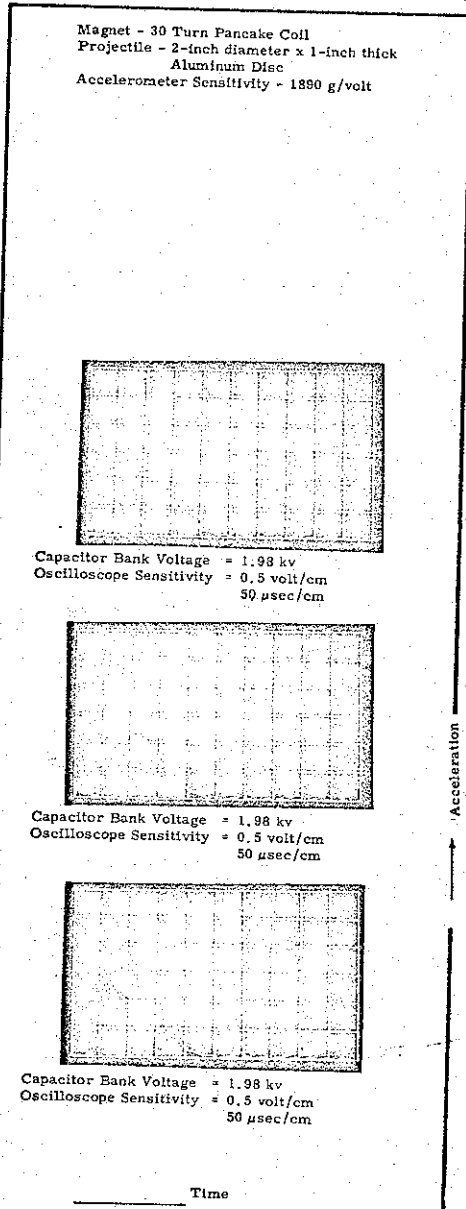 Magnet - 30 Turn Pancake Coil
Projectile - 2-inch diameter x 1-inch thick
Aluminum Disc
Accelerometer Sensitivity - 1890 g/volt
Capacitor Bank Voltage = 1.98 kv
Oscilloscope Sensitivity = 0.5 volt/cm
50 µsec/cm
Capacitor Bank Voltage = 1.98 kv
Oscilloscope Sensitivity = 0.5 volt/cm
50 µsec/cm
Acceleration
Capacitor Bank Voltage = 1.98 kv
Oscilloscope Sensitivity = 0.5 volt/cm
50 µsec/cm
Time